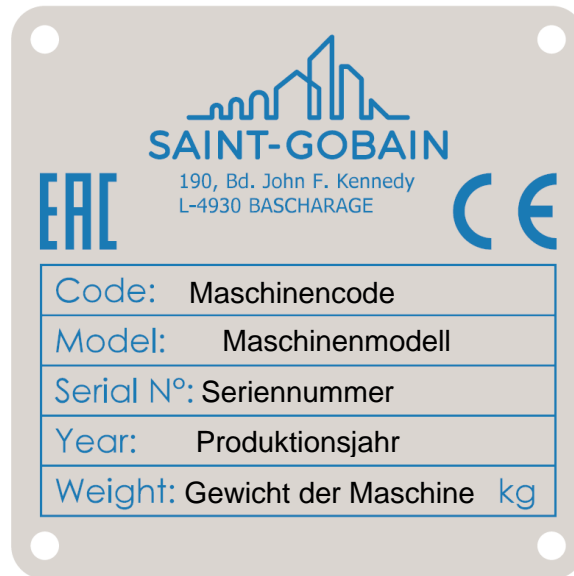 SAINT-GOBAIN
190, Bd. John F. Kennedy
L-4930 BASCHARAGE
EAC CE
Code: Maschinencode
Model: Maschinenmodell
Serial N°: Seriennummer
Year: Produktionsjahr
Weight: Gewicht der Maschine kg